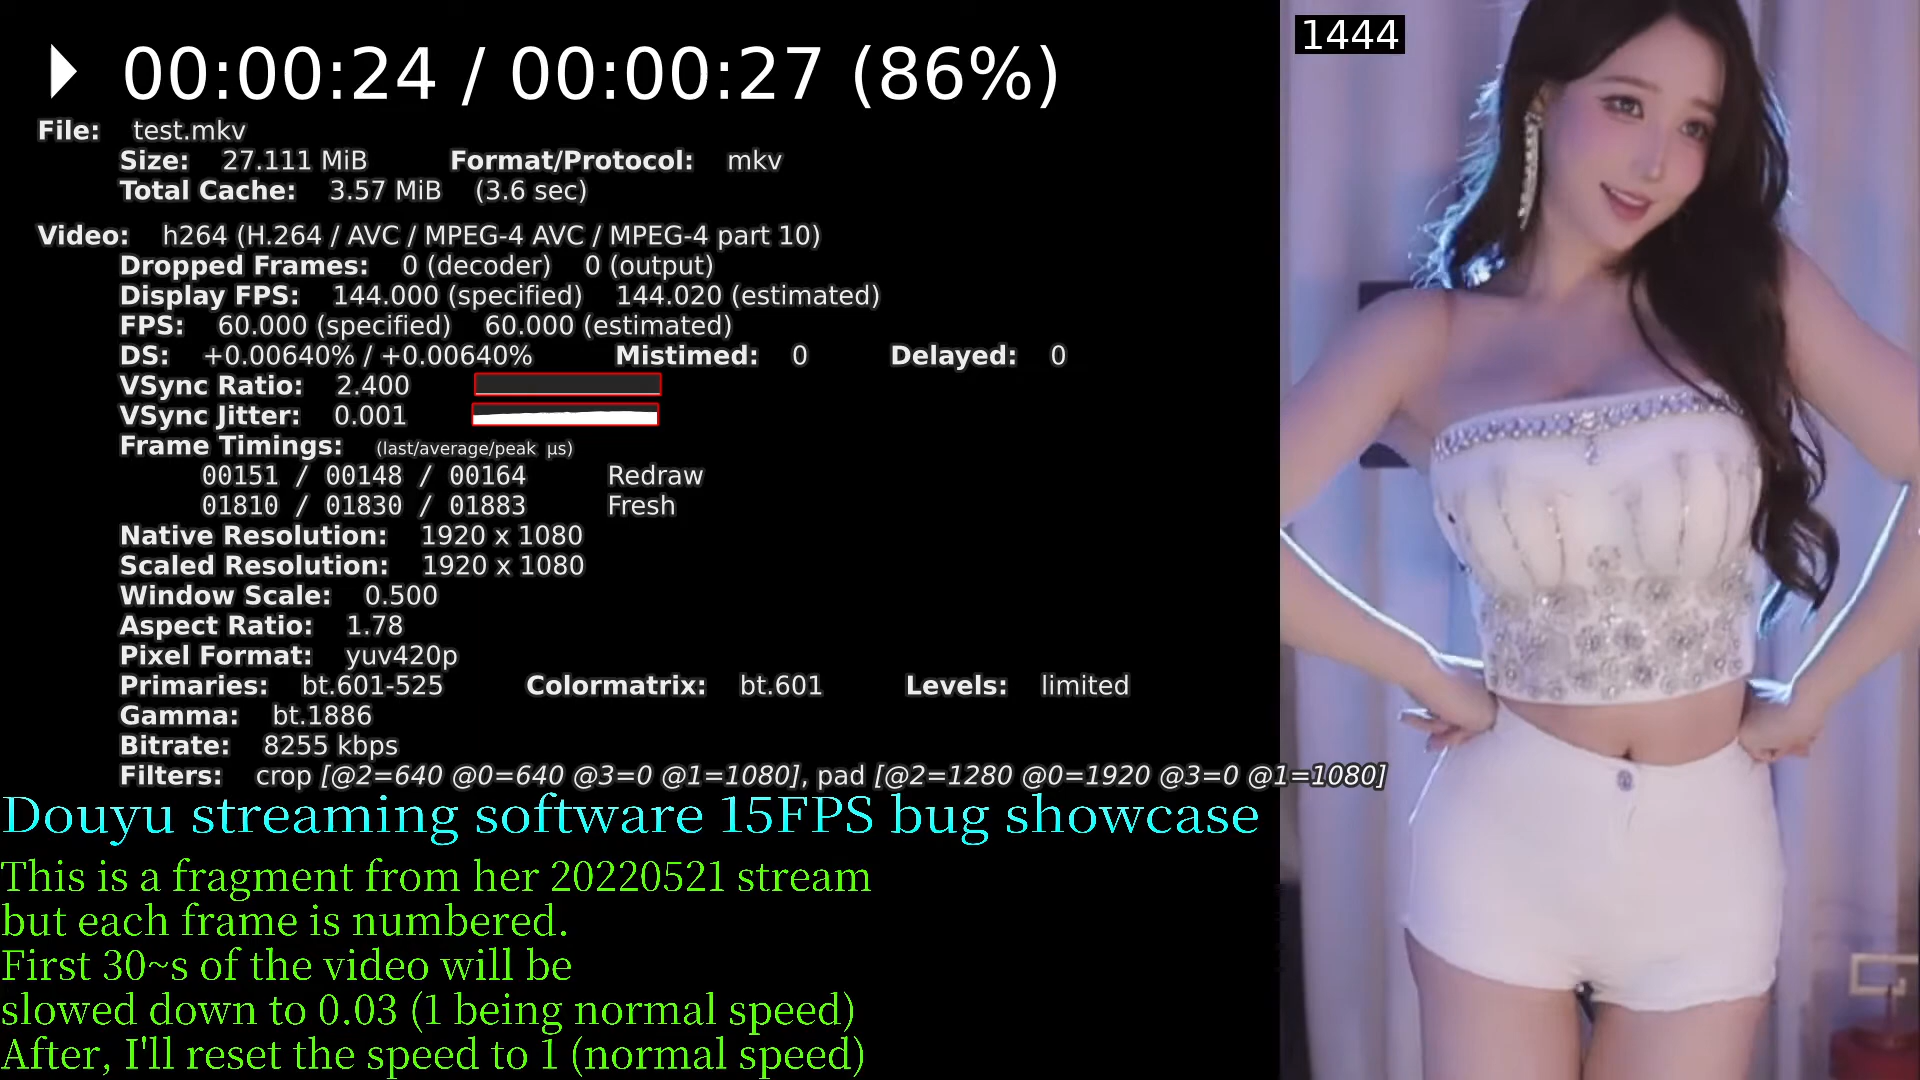 00:00:24 / 00:00:27 (86%)
1444
File: test.mkv
Size: 27.111 MiB Format/Protocol: mkv
Total Cache: 3.57 MiB (3.6 sec)
Video: h264 (H.264 / AVC / MPEG-4 AVC / MPEG-4 part 10)
Dropped Frames: 0 (decoder) 0 (output)
Display FPS: 144.000 (specified) 144.020 (estimated)
FPS: 60.000 (specified) 60.000 (estimated)
DS: +0.00640% / +0.00640% Mistimed: 0 Delayed: 0
VSync Ratio: 2.400
VSync Jitter: 0.001
Frame Timings: (last/average/peak μs)
00151 / 00148 / 00164 Redraw
01810 / 01830 / 01883 Fresh
Native Resolution: 1920 x 1080
Scaled Resolution: 1920 x 1080
Window Scale: 0.500
Aspect Ratio: 1.78
Pixel Format: yuv420p
Primaries: bt.601-525 Colormatrix: bt.601 Levels: limited
Gamma: bt.1886
Bitrate: 8255 kbps
Filters: crop [@2=640 @0=640 @3=0 @1=1080], pad [@2=1280 @0=1920 @3=0 @1=1080]
Douyu streaming software 15FPS bug showcase
This is a fragment from her 20220521 stream
but each frame is numbered.
First 30~s of the video will be
slowed down to 0.03 (1 being normal speed)
After, I'll reset the speed to 1 (normal speed)